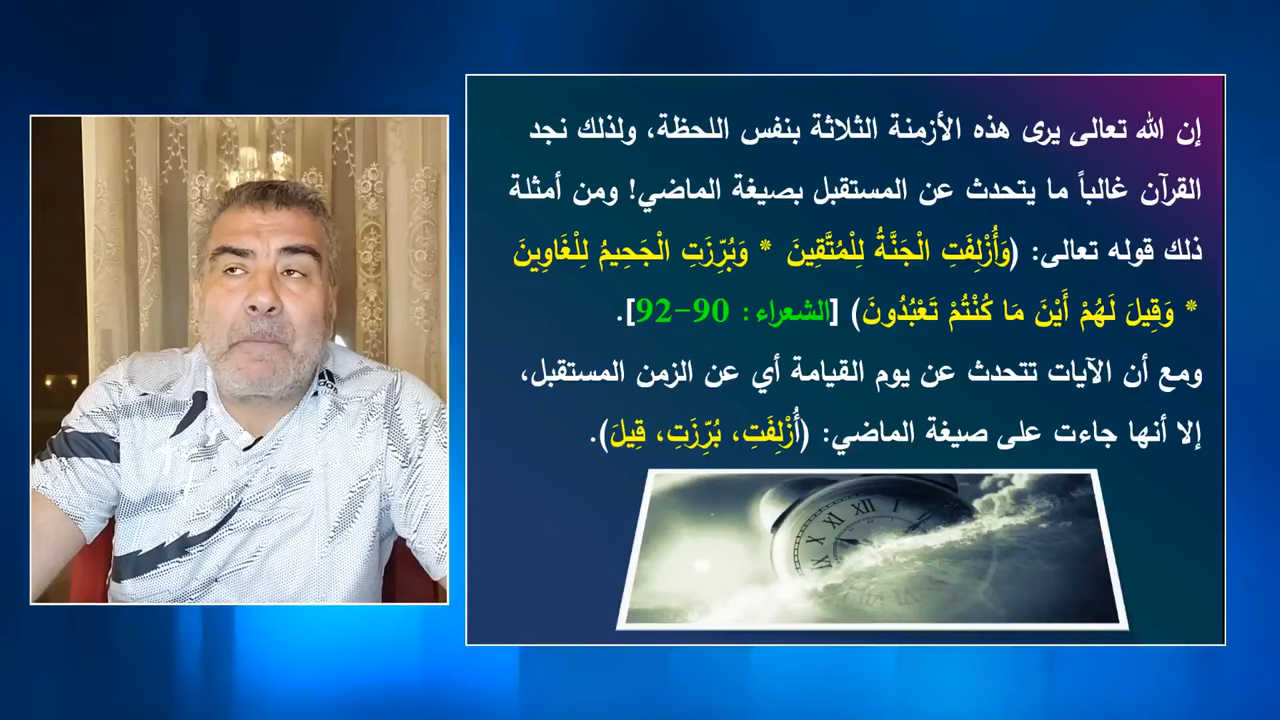 إن الله تعالى يرى هذه الأزمنة الثلاثة بنفس اللحظة، ولذلك نجد
القرآن غالباً ما يتحدث عن المستقبل بصيغة الماضي! ومن أمثلة
ذلك قوله تعالى: (وَأُزْلِفَتِ الْجَنَّةُ لِلْمُتَّقِينَ * وَبُرِّزَتِ الْجَحِيمُ لِلْغَاوِينَ
* وَقِيلَ لَهُمْ أَيْنَ مَا كُنْتُمْ تَعْبُدُونَ) [الشعراء: 90-92].
ومع أن الآيات تتحدث عن يوم القيامة أي عن الزمن المستقبل،
إلا أنها جاءت على صيغة الماضي: (أُزْلِفَتِ، بُرِّزَتِ، قِيلَ).